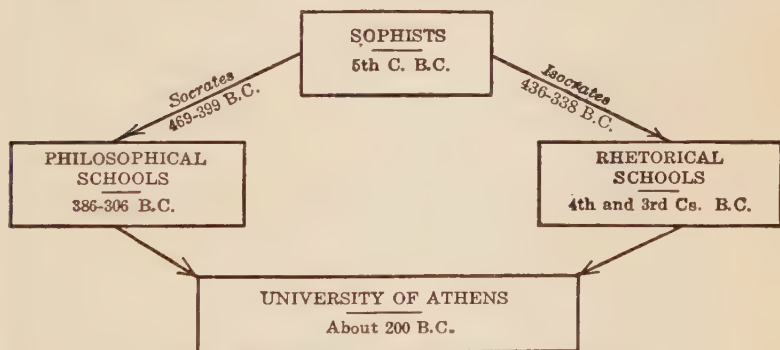 SOPHISTS
5th C. B.C.
Socrates
469-399 B.C.
Isocrates
436-338 B.C.
PHILOSOPHICAL
SCHOOLS
386-306 B.C.
RHETORICAL
SCHOOLS
4th and 3rd Cs. B.C.
UNIVERSITY OF ATHENS
About 200 B.C.